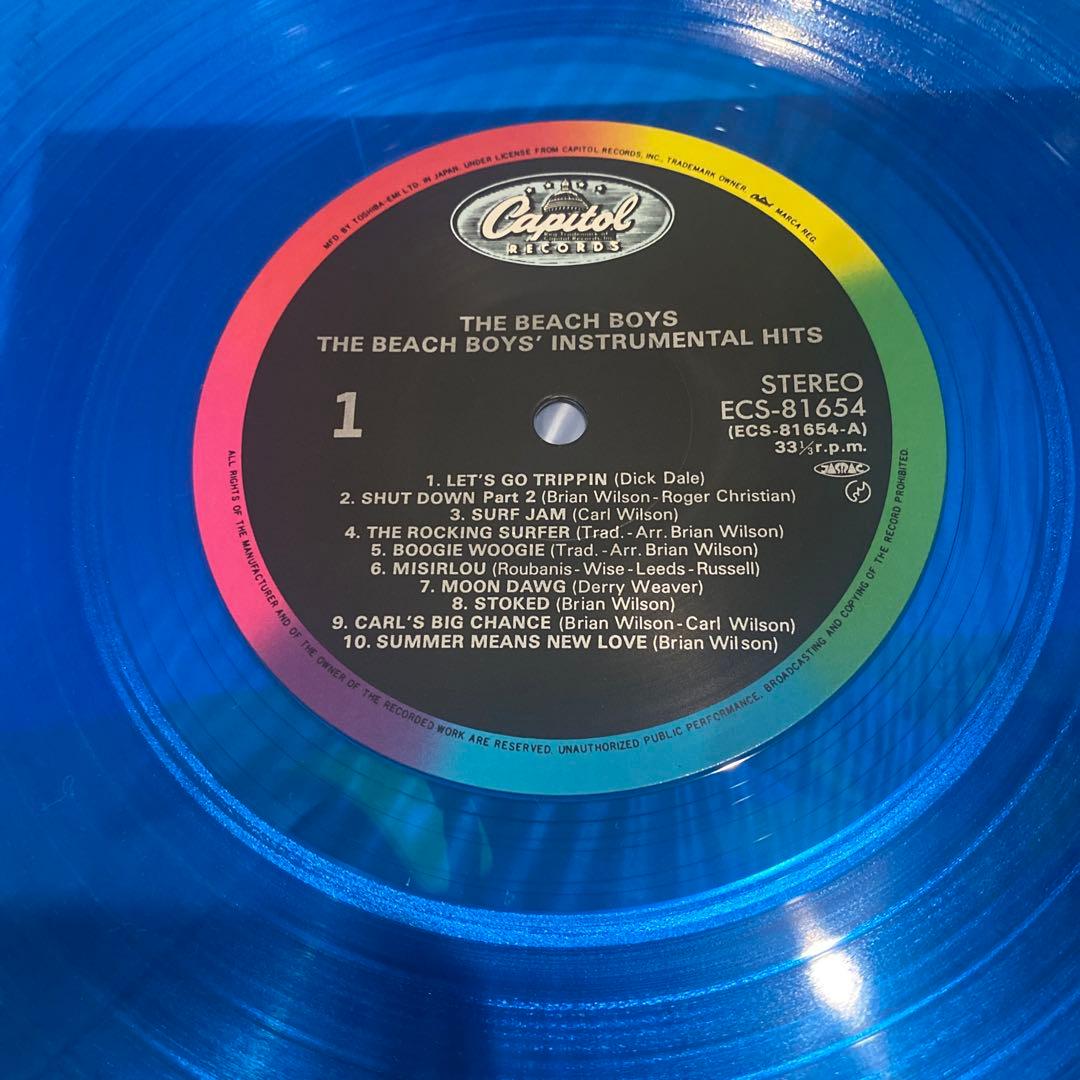 MFD. BY TOSHIBA-EMI LTD. IN JAPAN. UNDER LICENSE FROM CAPITOL RECORDS, INC., TRADEMARK OWNER. Capitol MARCA REG.
Capitol
RECORDS
THE BEACH BOYS
THE BEACH BOYS' INSTRUMENTAL HITS
1
STEREO
ECS-81654
(ECS-81654-A)
33⅓r.p.m.
JASRAC
1. LET'S GO TRIPPIN (Dick Dale)
2. SHUT DOWN Part 2 (Brian Wilson-Roger Christian)
3. SURF JAM (Carl Wilson)
4. THE ROCKING SURFER (Trad.-Arr. Brian Wilson)
5. BOOGIE WOOGIE (Trad.-Arr. Brian Wilson)
6. MISIRLOU (Roubanis-Wise-Leeds-Russell)
7. MOON DAWG (Derry Weaver)
8. STOKED (Brian Wilson)
9. CARL'S BIG CHANCE (Brian Wilson-Carl Wilson)
10. SUMMER MEANS NEW LOVE (Brian Wilson)
ALL RIGHTS OF THE MANUFACTURER AND OF THE OWNER OF THE RECORDED WORK ARE RESERVED. UNAUTHORIZED PUBLIC PERFORMANCE, BROADCASTING AND COPYING OF THE RECORD PROHIBITED.